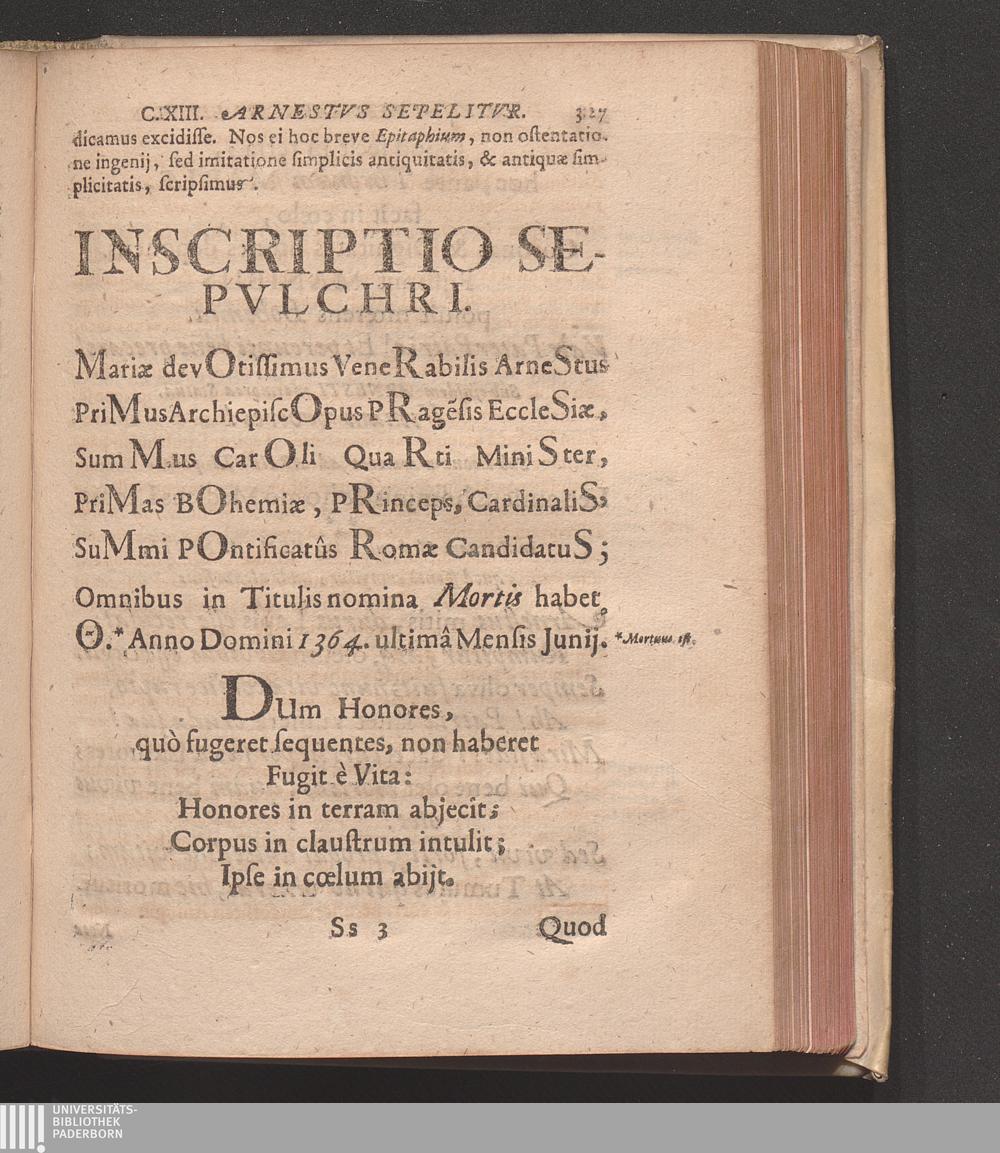 C. XIII. ARNESTVS SEPELITVR. 327
dicamus excidisse. Nos ei hoc breve Epitaphium, non ostentatio-
ne ingenij, sed imitatione simplicis antiquitatis, & antiquæ sim-
plicitatis, scripsimus.
INSCRIPTIO SE-
PVLCHRI.
Mariæ devOtissimus VeneRabilis ArneStus
PriMus ArchiepiscOpus PRagẽsis EccleSiæ,
SumMus CarOli QuaRti MiniSter,
PriMas BOhemiæ, PRinceps, CardinaliS,
SuMmi POntificatûs Romæ CandidatuS;
Omnibus in Titulis nomina Mortis habet.
Θ.* Anno Domini 1364. ultimâ Mensis Junij. *Mortuus est.
DUm Honores,
quò fugeret sequentes, non haberet
Fugit è Vita:
Honores in terram abjecit;
Corpus in claustrum intulit;
Ipse in cœlum abijt.
Ss 3 Quod
UNIVERSITÄTS-
BIBLIOTHEK
PADERBORN